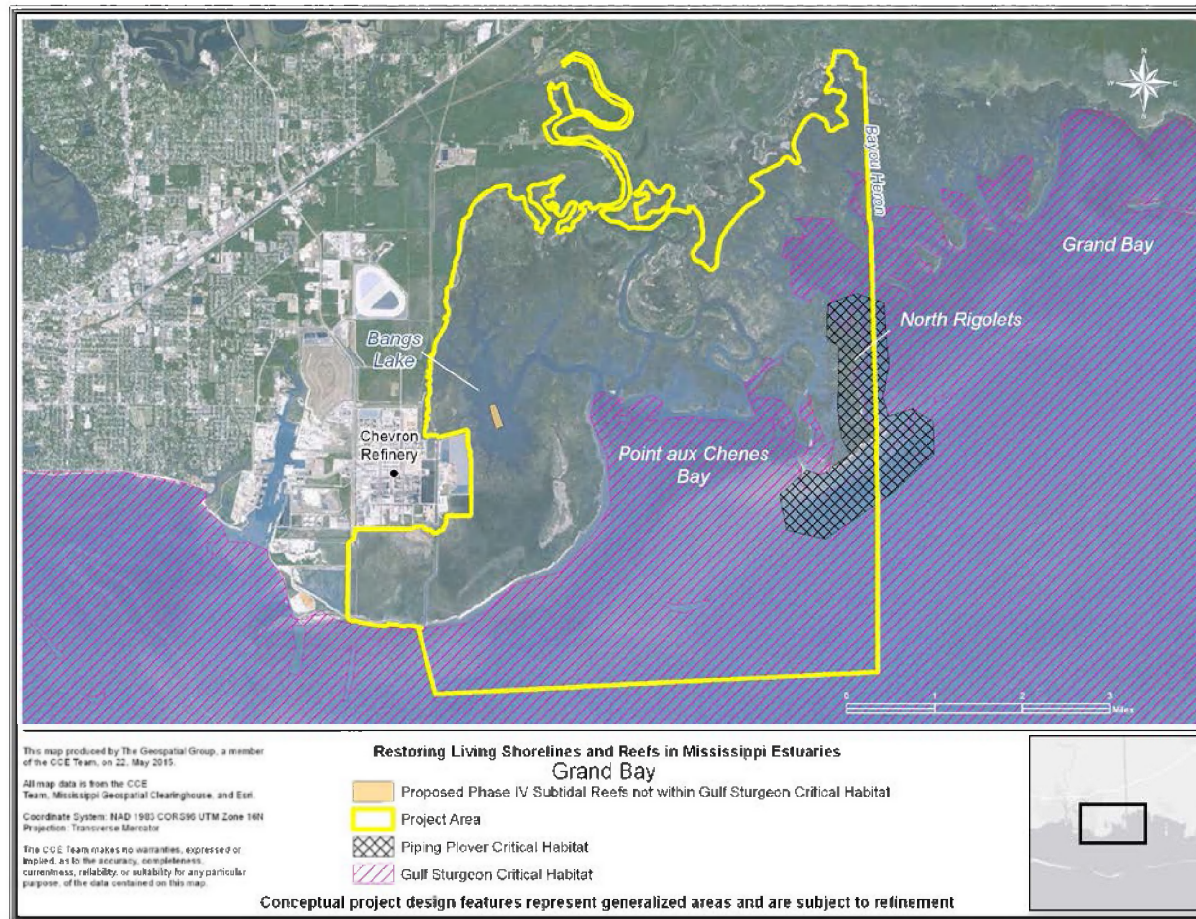 N
W
E
S
Bayou Heron
Grand Bay
North Rigolets
Bangs
Lake
Chevron
Refinery
Point aux Chenes
Bay
0 1 2 3
Miles
This map produced by The Geospatial Group, a member
of the CCE Team, on 22, May 2015.
All map data is from the CCE
Team, Mississippi Geospatial Clearinghouse, and Esri.
Coordinate System: NAD 1983 CORS96 UTM Zone 16N
Projection: Transverse Mercator
The CCE Team makes no warranties, expressed or
implied, as to the accuracy, completeness,
currentness, reliability, or suitability for any particular
purpose, of the data contained on this map.
Restoring Living Shorelines and Reefs in Mississippi Estuaries
Grand Bay
Proposed Phase IV Subtidal Reefs not within Gulf Sturgeon Critical Habitat
Project Area
Piping Plover Critical Habitat
Gulf Sturgeon Critical Habitat
Conceptual project design features represent generalized areas and are subject to refinement